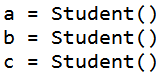 a = Student()
b = Student()
c = Student()